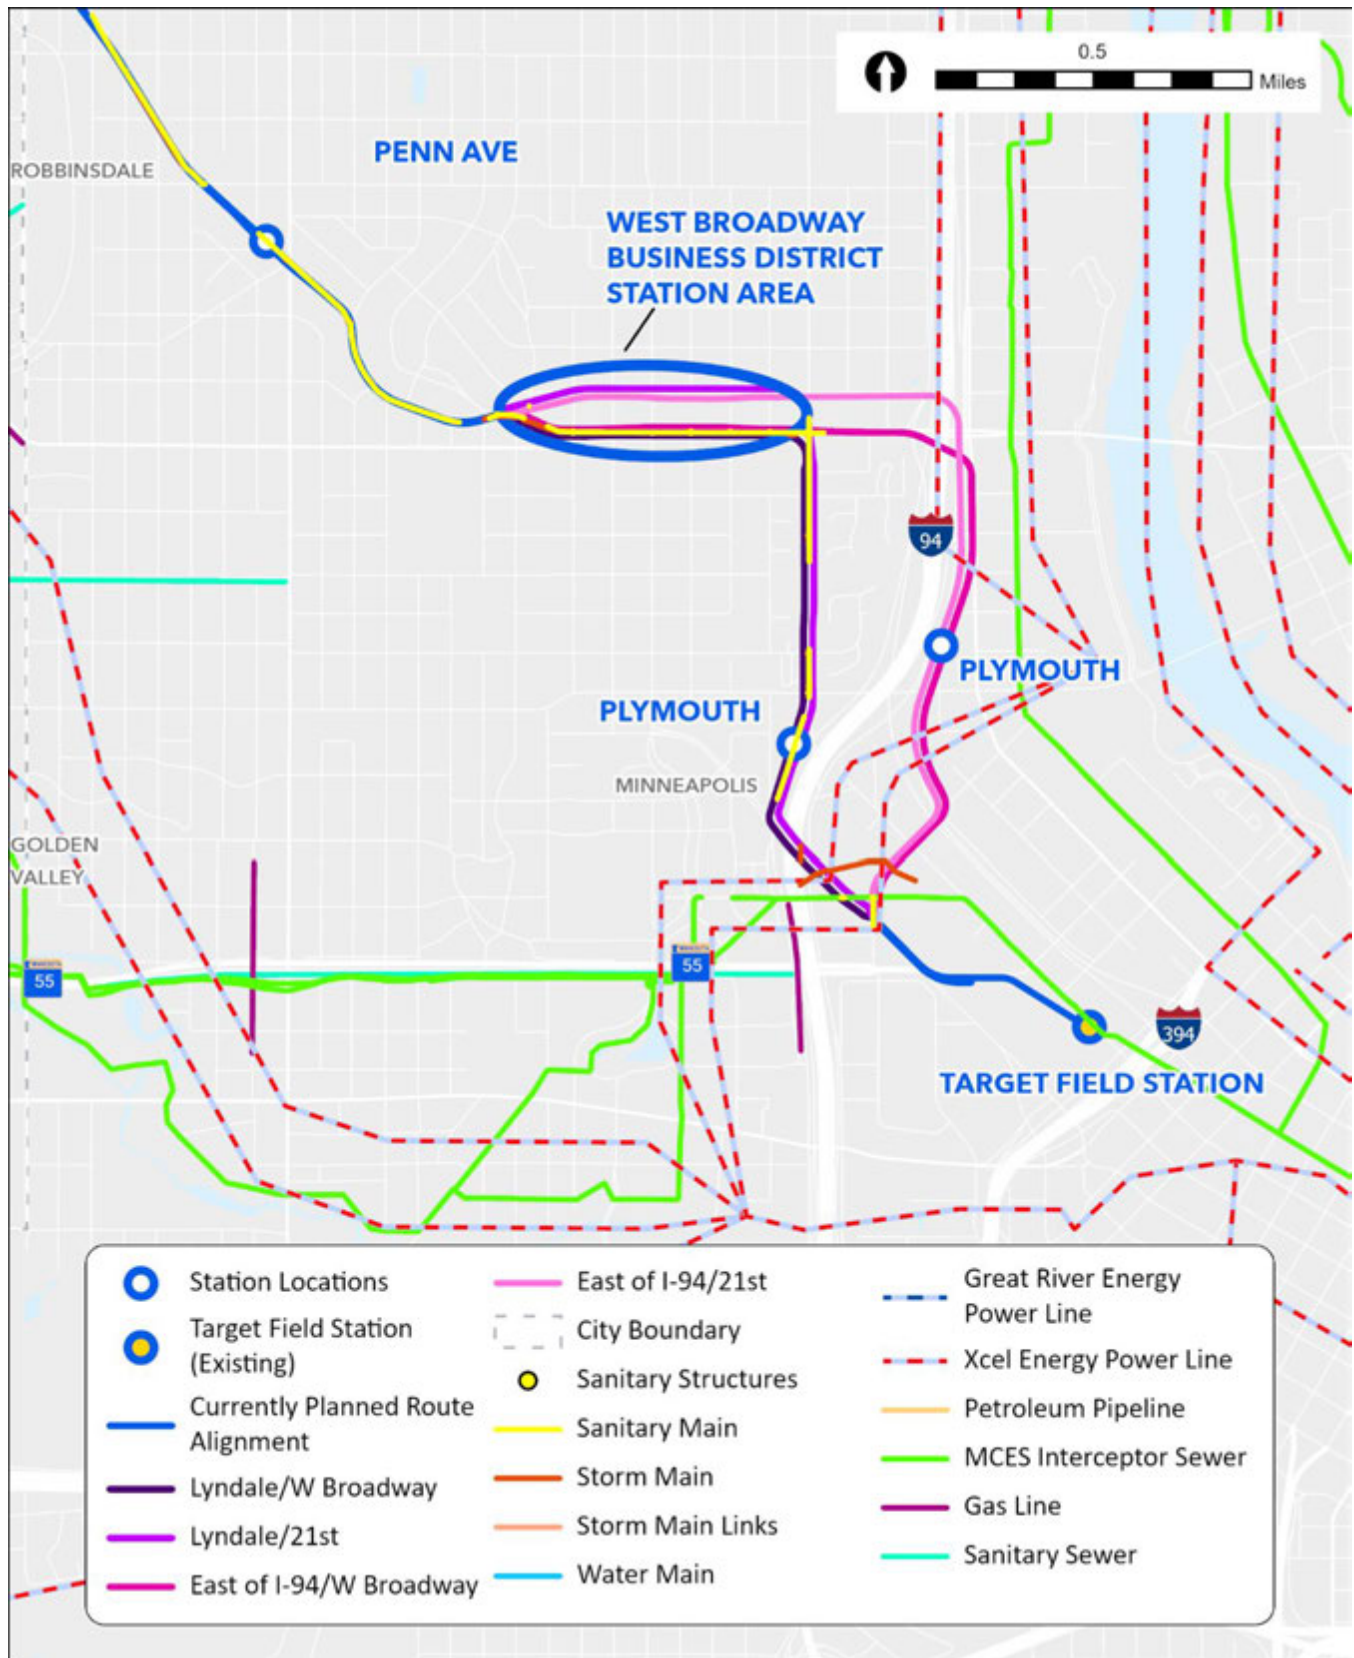 0.5
Miles
PENN AVE
ROBBINSDALE
WEST BROADWAY
BUSINESS DISTRICT
STATION AREA
94
PLYMOUTH
PLYMOUTH
MINNEAPOLIS
GOLDEN
VALLEY
55
55
394
TARGET FIELD STATION
Station Locations
Target Field Station
(Existing)
Currently Planned Route
Alignment
Lyndale/W Broadway
Lyndale/21st
East of I-94/W Broadway
East of I-94/21st
City Boundary
Sanitary Structures
Sanitary Main
Storm Main
Storm Main Links
Water Main
Great River Energy
Power Line
Xcel Energy Power Line
Petroleum Pipeline
MCES Interceptor Sewer
Gas Line
Sanitary Sewer